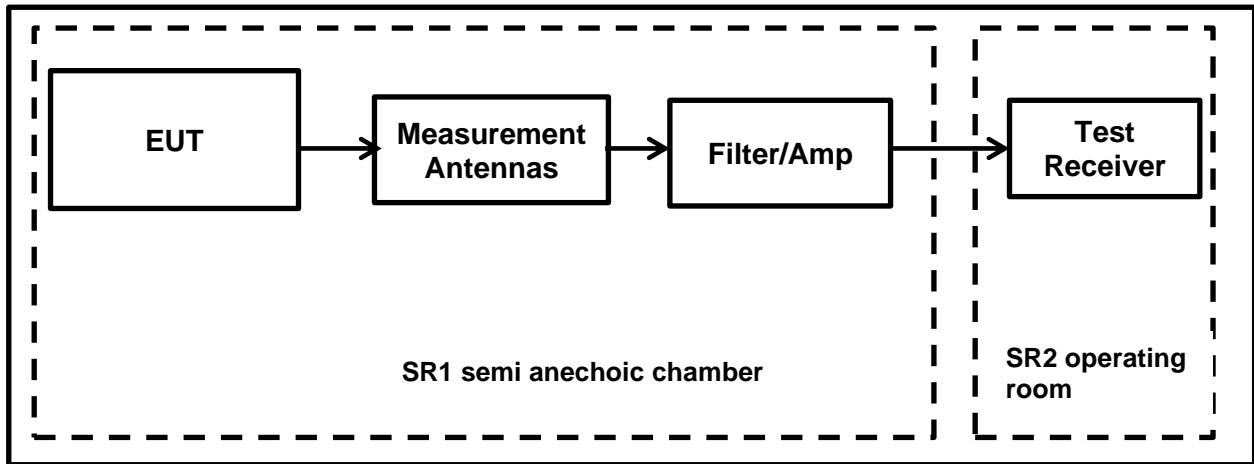 EUT
Measurement
Antennas
Filter/Amp
Test
Receiver
SR1 semi anechoic chamber
SR2 operating
room